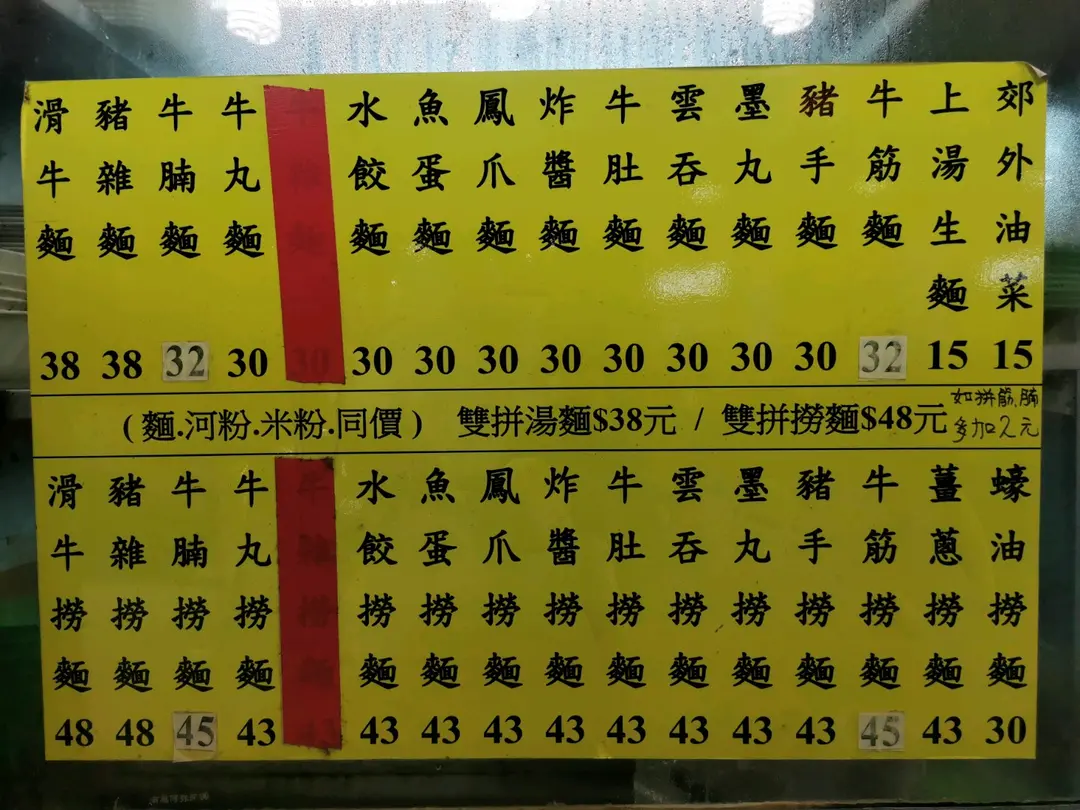 郊外油菜 15
上湯生麵 15
牛筋麵 32
豬手麵 30
墨丸麵 30
雲吞麵 30
牛肚麵 30
炸醬麵 30
鳳爪麵 30
魚蛋麵 30
水餃麵 30
牛丸麵 30
牛腩麵 32
豬雜麵 38
滑牛麵 38
(麵.河粉.米粉.同價) 雙拼湯麵$38元 / 雙拼撈麵$48元
如拼筋,腩
多加2元
蠔油撈麵 30
薑蔥撈麵 43
牛筋撈麵 45
豬手撈麵 43
墨丸撈麵 43
雲吞撈麵 43
牛肚撈麵 43
炸醬撈麵 43
鳳爪撈麵 43
魚蛋撈麵 43
水餃撈麵 43
牛丸撈麵 43
牛腩撈麵 45
豬雜撈麵 48
滑牛撈麵 48